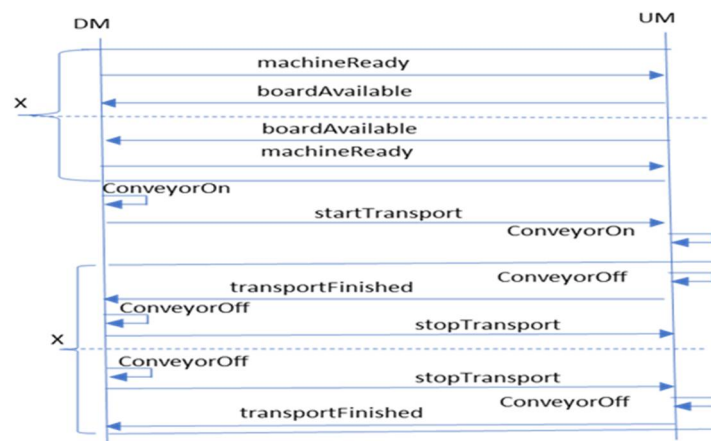 DM
UM
machineReady
X
boardAvailable
boardAvailable
machineReady
ConveyorOn
startTransport
ConveyorOn
ConveyorOff
transportFinished
ConveyorOff
stopTransport
X
ConveyorOff
stopTransport
ConveyorOff
transportFinished